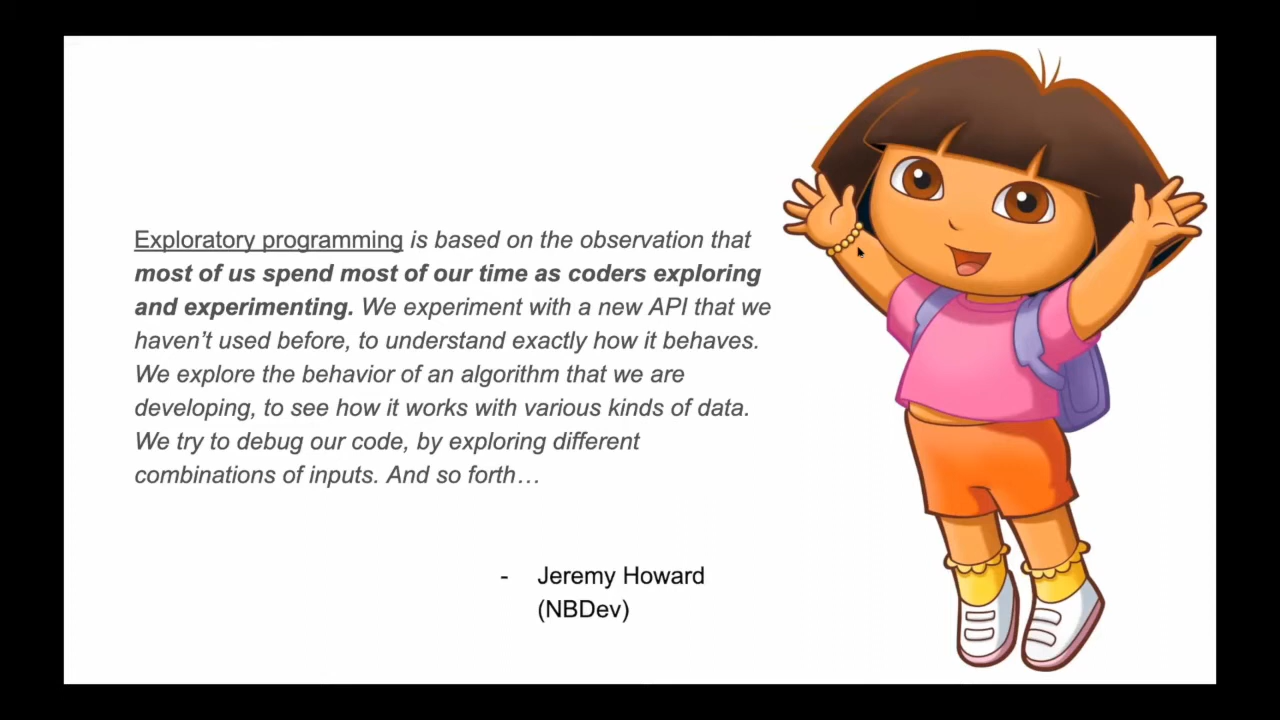 Exploratory programming is based on the observation that
most of us spend most of our time as coders exploring
and experimenting. We experiment with a new API that we
haven’t used before, to understand exactly how it behaves.
We explore the behavior of an algorithm that we are
developing, to see how it works with various kinds of data.
We try to debug our code, by exploring different
combinations of inputs. And so forth…
- Jeremy Howard
(NBDev)